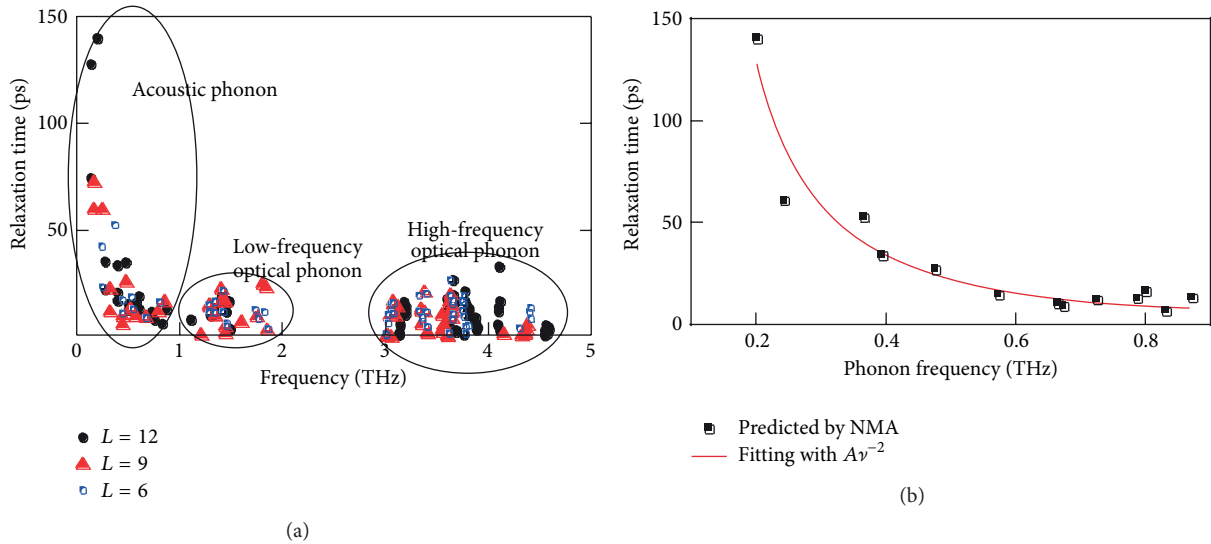 150
100
50
0
Relaxation time (ps)
Acoustic phonon
Low-frequency
optical phonon
High-frequency
optical phonon
0 1 2 3 4 5
Frequency (THz)
L = 12
L = 9
L = 6
(a)
150
100
50
0
Relaxation time (ps)
0.2 0.4 0.6 0.8
Phonon frequency (THz)
Predicted by NMA
Fitting with Aν⁻²
(b)